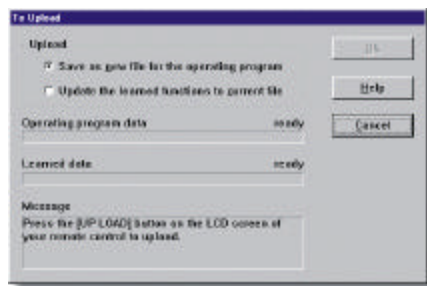 To Upload
Upload
Save as new file for the operating program
Update the learned functions to current file
OK
Help
Cancel
Operating program data ready
Learned data ready
Message
Press the [UP LOAD] button on the LCD screen of
your remote control to upload.